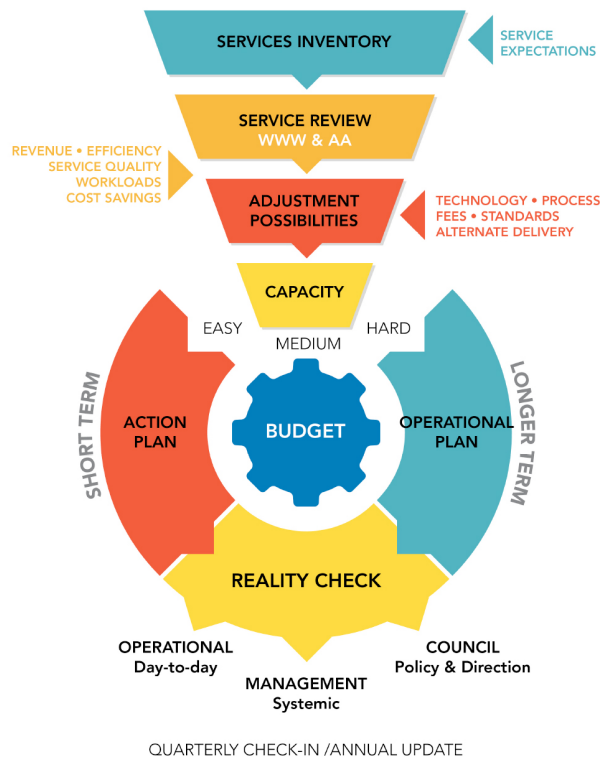 SERVICES INVENTORY
SERVICE
EXPECTATIONS
SERVICE REVIEW
WWW & AA
REVENUE • EFFICIENCY
SERVICE QUALITY
WORKLOADS
COST SAVINGS
ADJUSTMENT
POSSIBILITIES
TECHNOLOGY • PROCESS
FEES • STANDARDS
ALTERNATE DELIVERY
CAPACITY
EASY
MEDIUM
HARD
SHORT TERM
ACTION
PLAN
BUDGET
OPERATIONAL
PLAN
LONGER TERM
REALITY CHECK
OPERATIONAL
Day-to-day
MANAGEMENT
Systemic
COUNCIL
Policy & Direction
QUARTERLY CHECK-IN /ANNUAL UPDATE